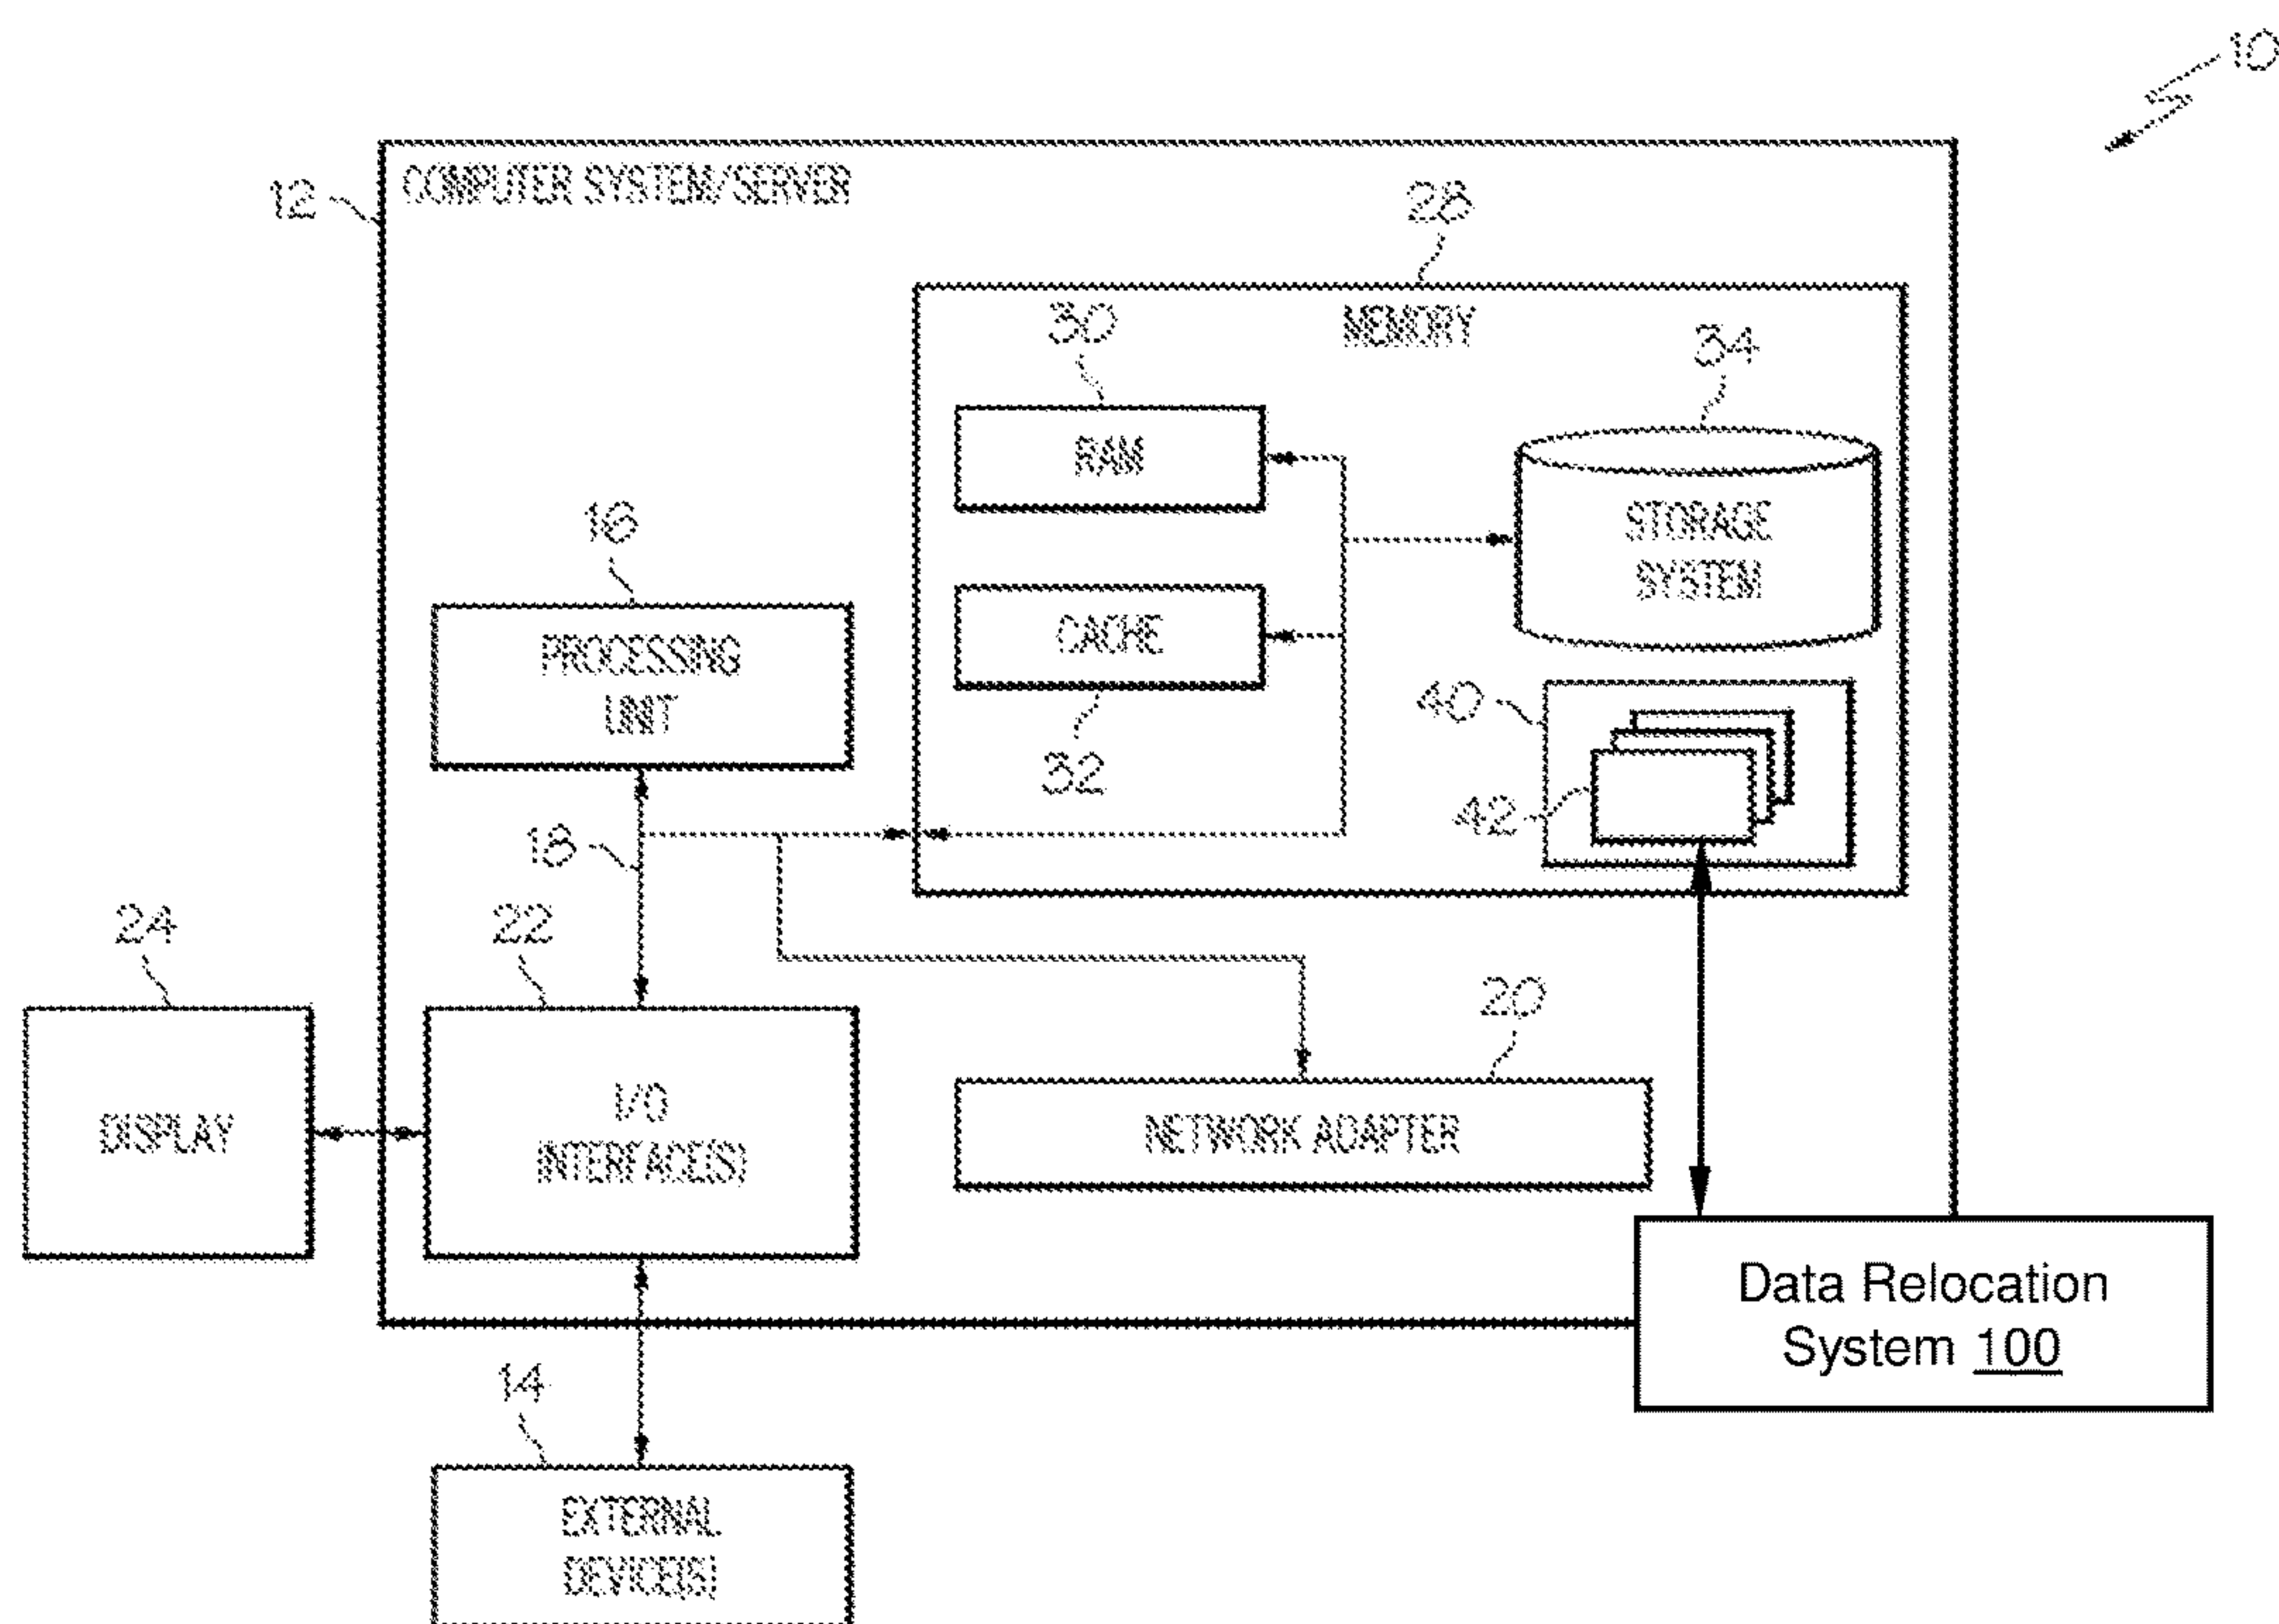 10
12
COMPUTER SYSTEM/SERVER
28
MEMORY
30
34
RAM
STORAGE
SYSTEM
16
CACHE
PROCESSING
UNIT
32
40
42
18
24
22
20
DISPLAY
I/O
INTERFACE(S)
NETWORK ADAPTER
Data Relocation
System 100
14
EXTERNAL
DEVICE(S)